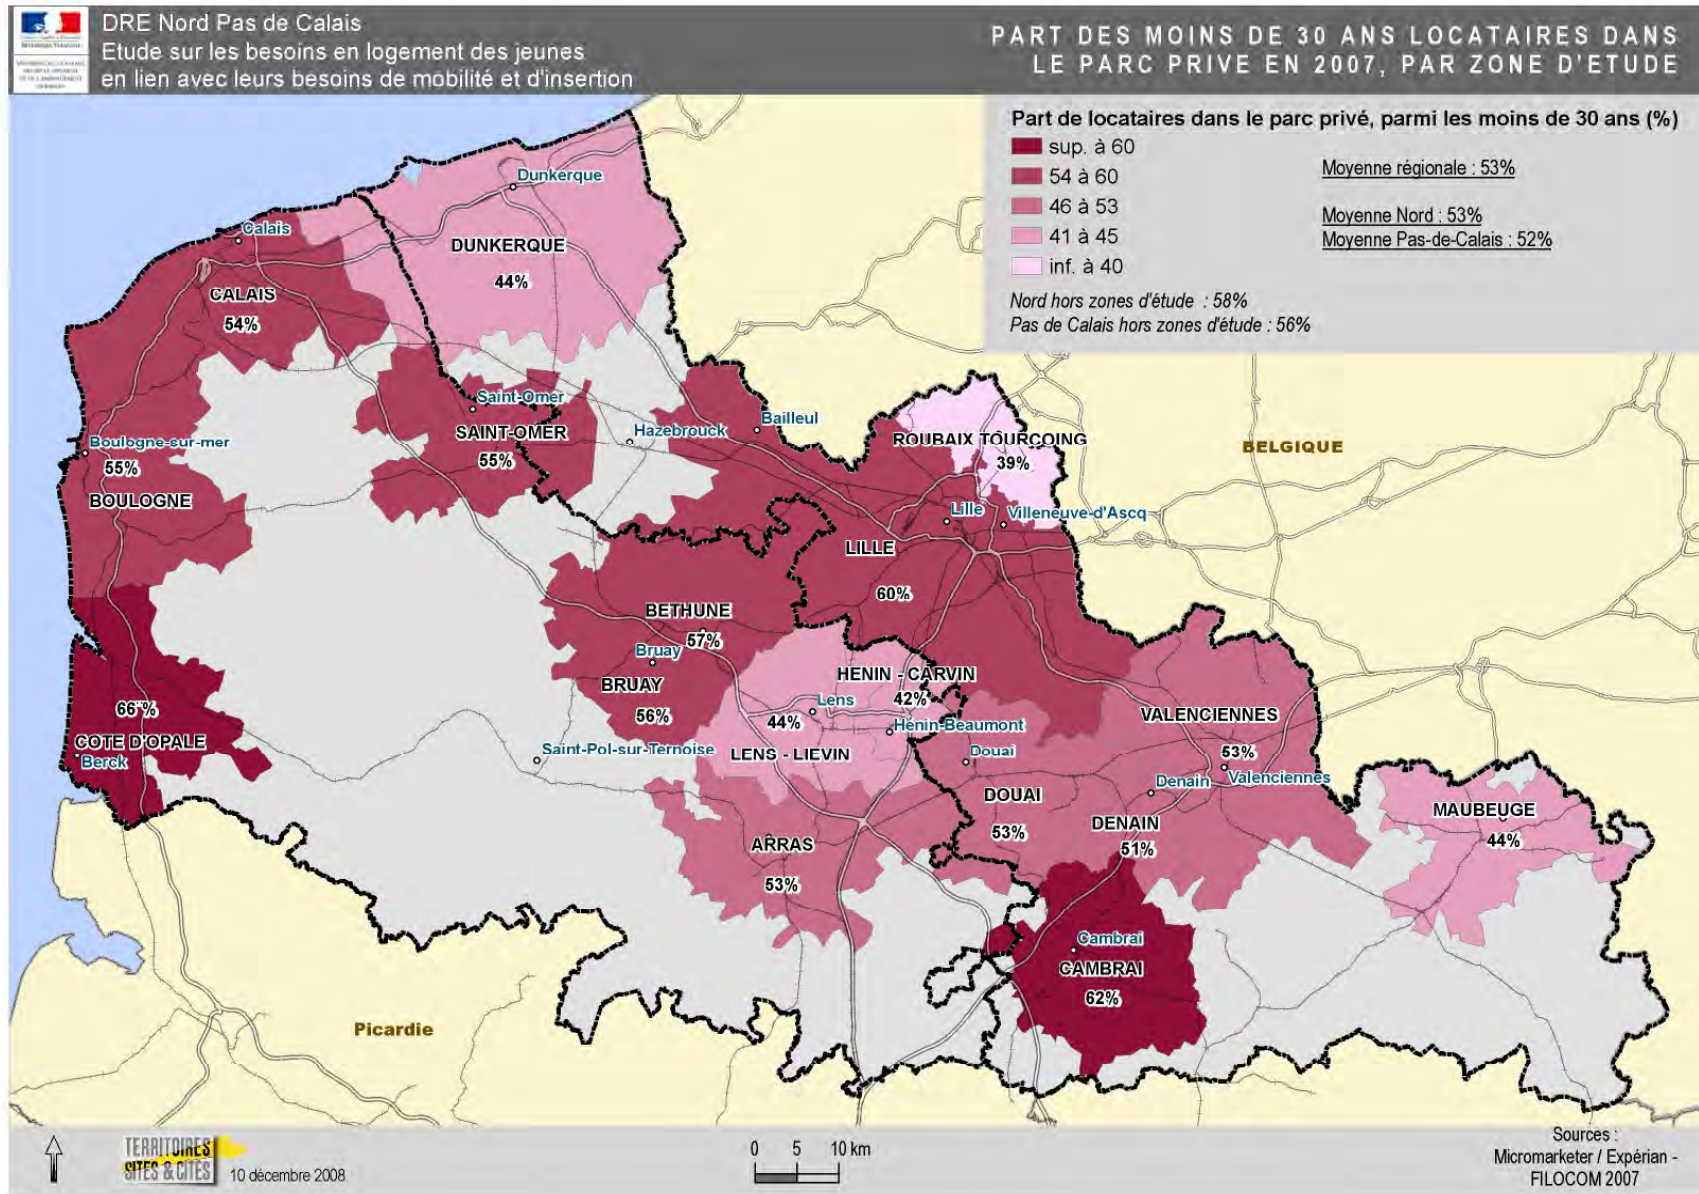 DRE Nord Pas de Calais
Etude sur les besoins en logement des jeunes
en lien avec leurs besoins de mobilité et d'insertion
PART DES MOINS DE 30 ANS LOCATAIRES DANS
LE PARC PRIVE EN 2007, PAR ZONE D'ETUDE
Part de locataires dans le parc privé, parmi les moins de 30 ans (%)
sup. à 60
54 à 60
46 à 53
41 à 45
inf. à 40
Moyenne régionale : 53%
Moyenne Nord : 53%
Moyenne Pas-de-Calais : 52%
Nord hors zones d'étude : 58%
Pas de Calais hors zones d'étude : 56%
Dunkerque
DUNKERQUE
44%
Calais
CALAIS
54%
Saint-Omer
SAINT-OMER
55%
Hazebrouck
Bailleul
Boulogne-sur-mer
55%
BOULOGNE
ROUBAIX TOURCOING
39%
BELGIQUE
Lille
Villeneuve-d'Ascq
LILLE
60%
BETHUNE
57%
Bruay
BRUAY
56%
HENIN - CARVIN
42%
Lens
44%
Henin-Beaumont
LENS - LIEVIN
66%
COTE D'OPALE
Berck
Saint-Pol-sur-Ternoise
VALENCIENNES
53%
Valenciennes
Douai
DOUAI
53%
Denain
DENAIN
51%
MAUBEUGE
44%
ARRAS
53%
Cambrai
CAMBRAI
62%
Picardie
TERRITOIRES
SITES & CITÉS
10 décembre 2008
0 5 10 km
Sources :
Micromarketer / Expérian -
FILOCOM 2007